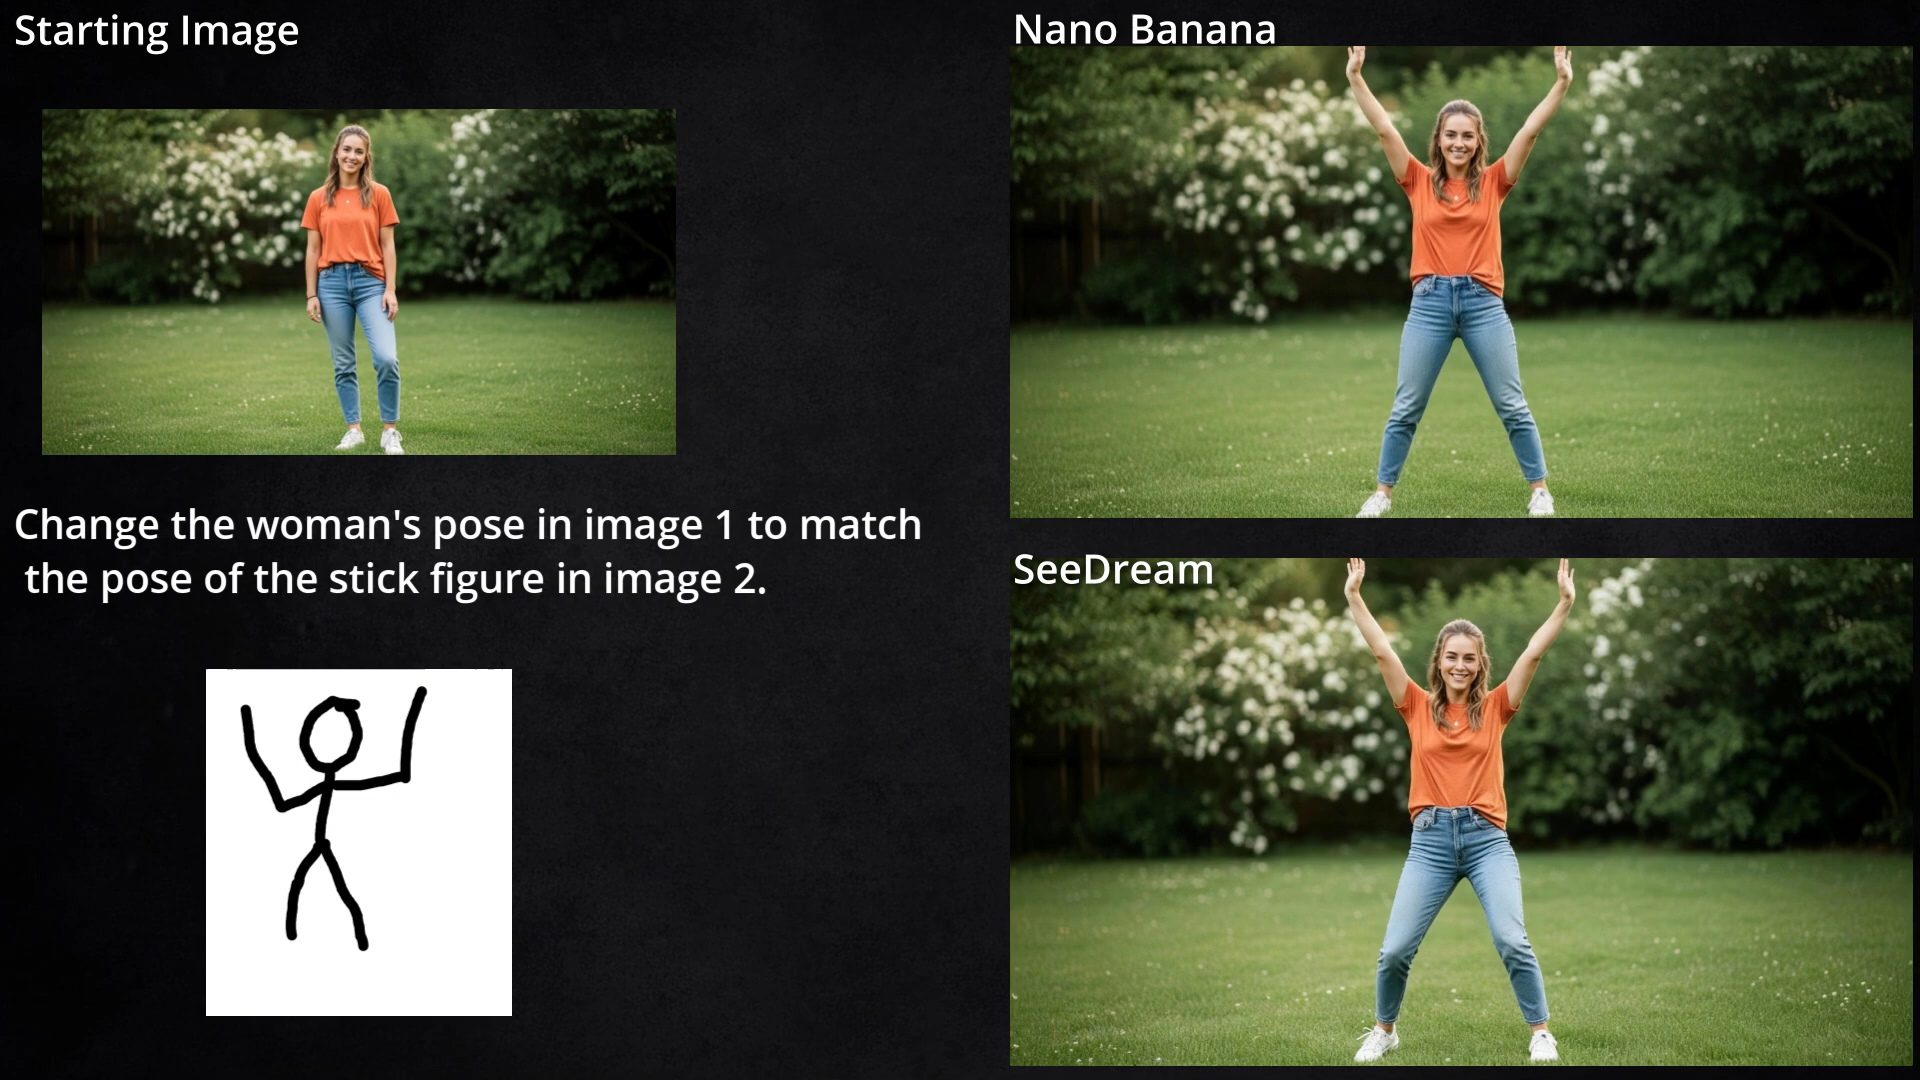 Starting Image
Change the woman's pose in image 1 to match
the pose of the stick figure in image 2.
Nano Banana
SeeDream